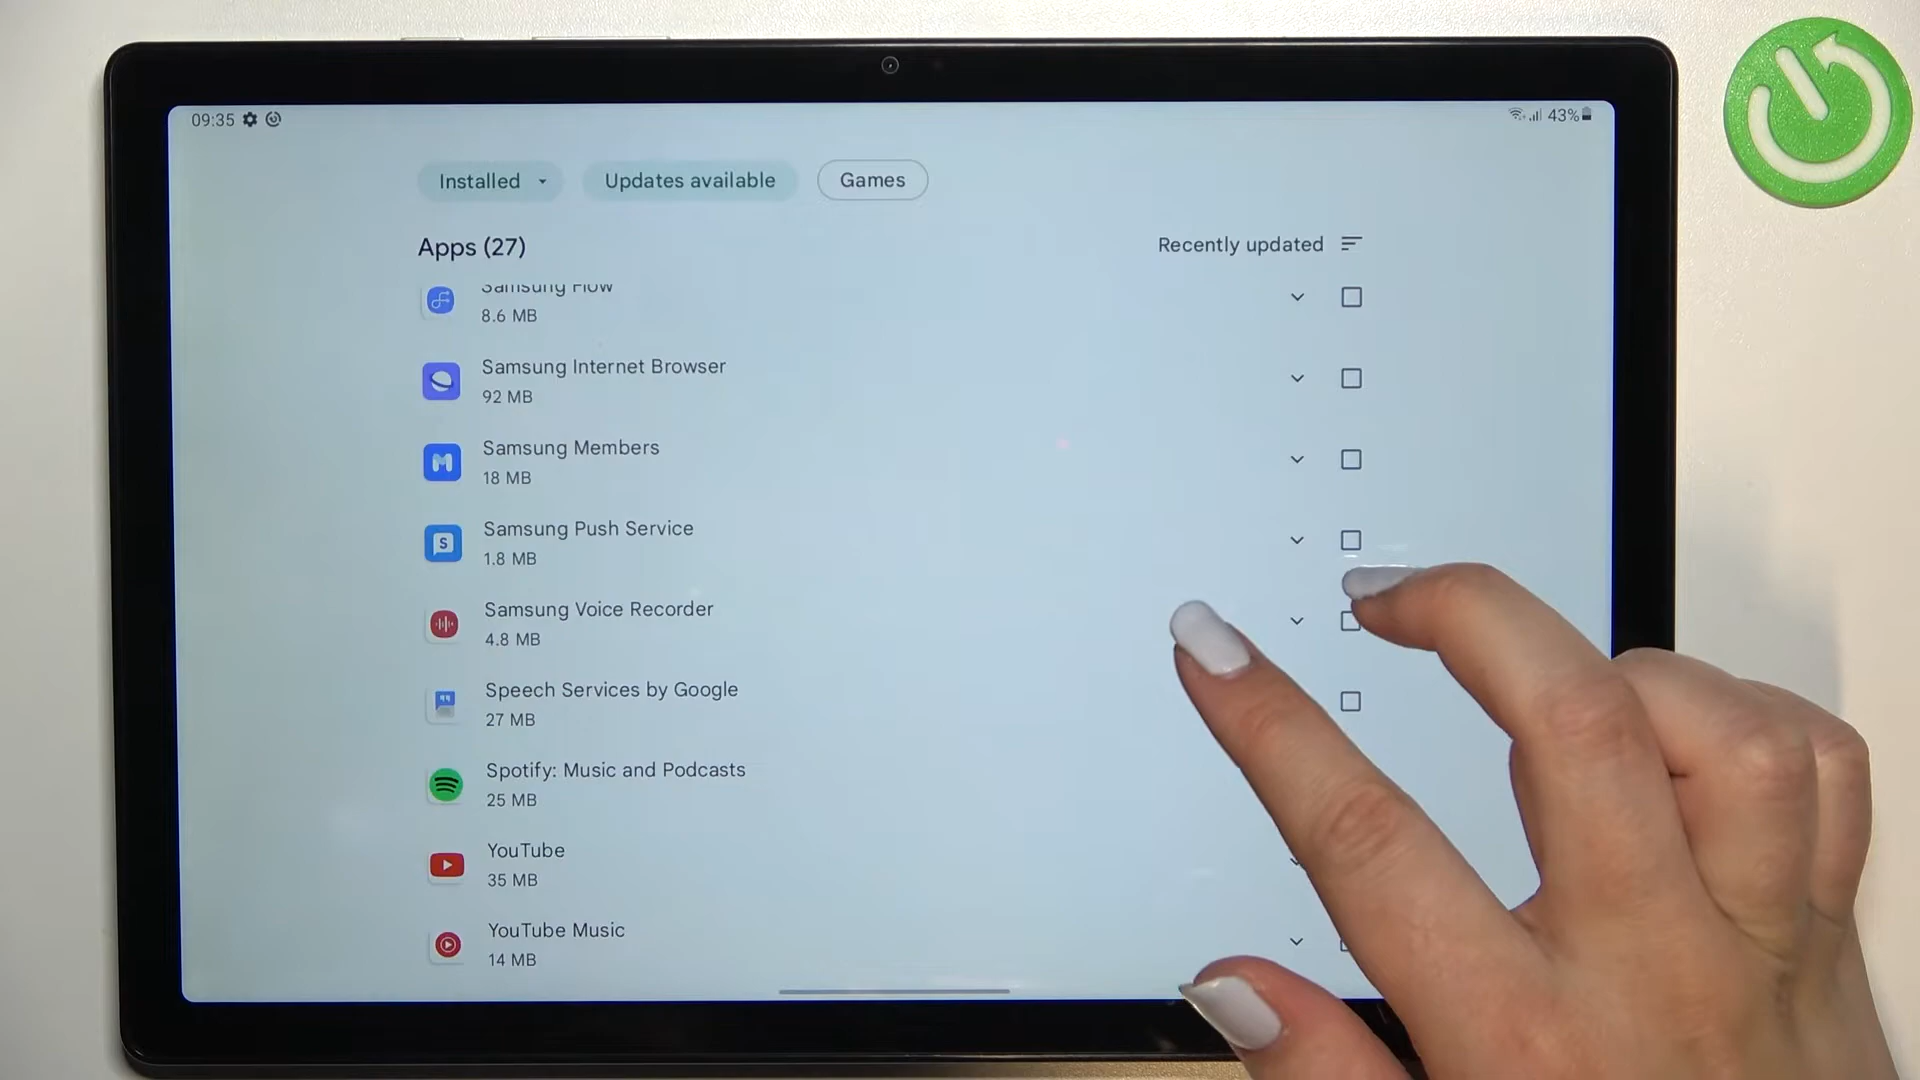 09:35
43%
Installed
Updates available
Games
Apps (27)
Recently updated
Samsung Flow
8.6 MB
Samsung Internet Browser
92 MB
Samsung Members
18 MB
Samsung Push Service
1.8 MB
S
Samsung Voice Recorder
4.8 MB
Speech Services by Google
27 MB
Spotify: Music and Podcasts
25 MB
YouTube
35 MB
YouTube Music
14 MB